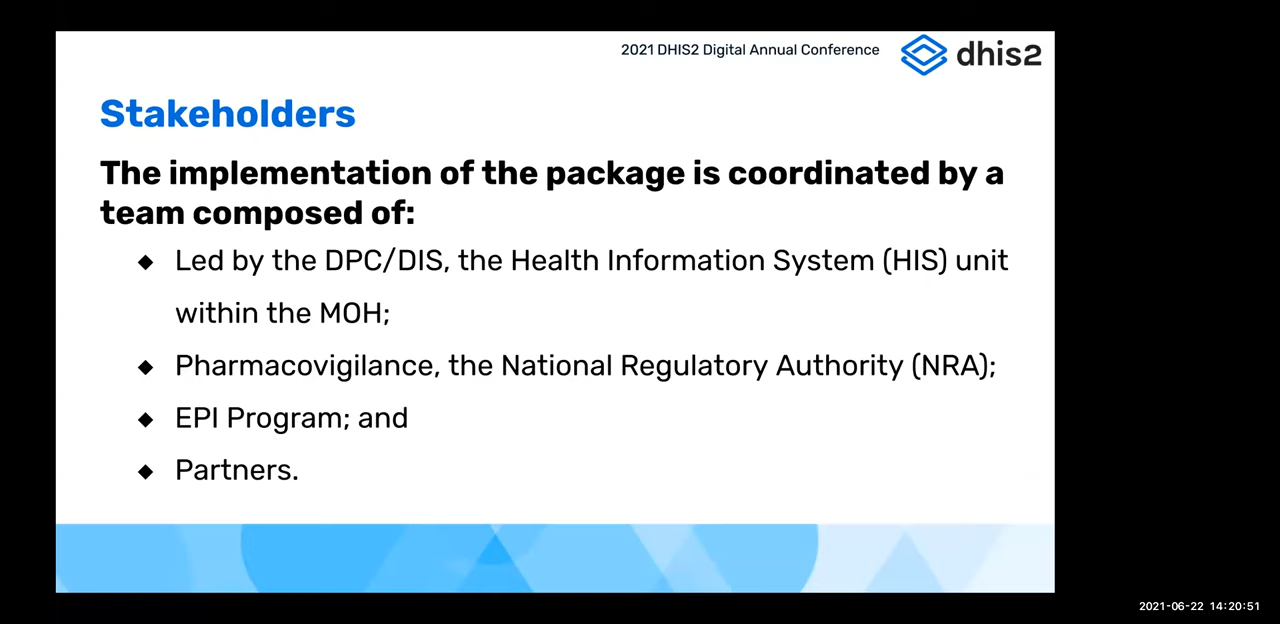 2021 DHIS2 Digital Annual Conference
dhis2
Stakeholders
The implementation of the package is coordinated by a
team composed of:
◆ Led by the DPC/DIS, the Health Information System (HIS) unit
within the MOH;
◆ Pharmacovigilance, the National Regulatory Authority (NRA);
◆ EPI Program; and
◆ Partners.
2021-06-22 14:20:51